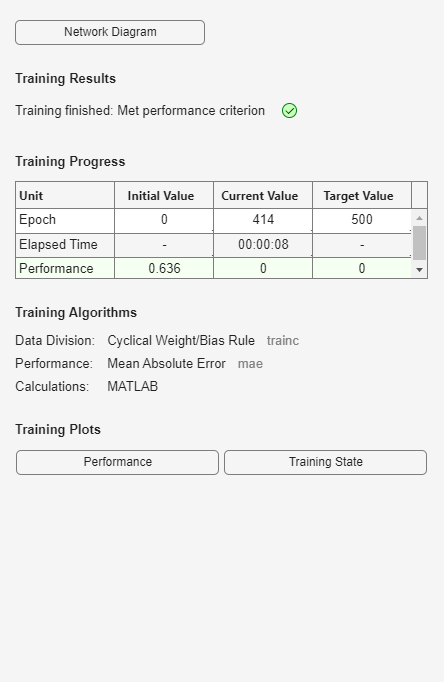 Network Diagram
Training Results
Training finished: Met performance criterion
Training Progress
Unit Initial Value Current Value Target Value
Epoch 0 414 500
Elapsed Time - 00:00:08 -
Performance 0.636 0 0
Training Algorithms
Data Division: Cyclical Weight/Bias Rule trainc
Performance: Mean Absolute Error mae
Calculations: MATLAB
Training Plots
Performance Training State